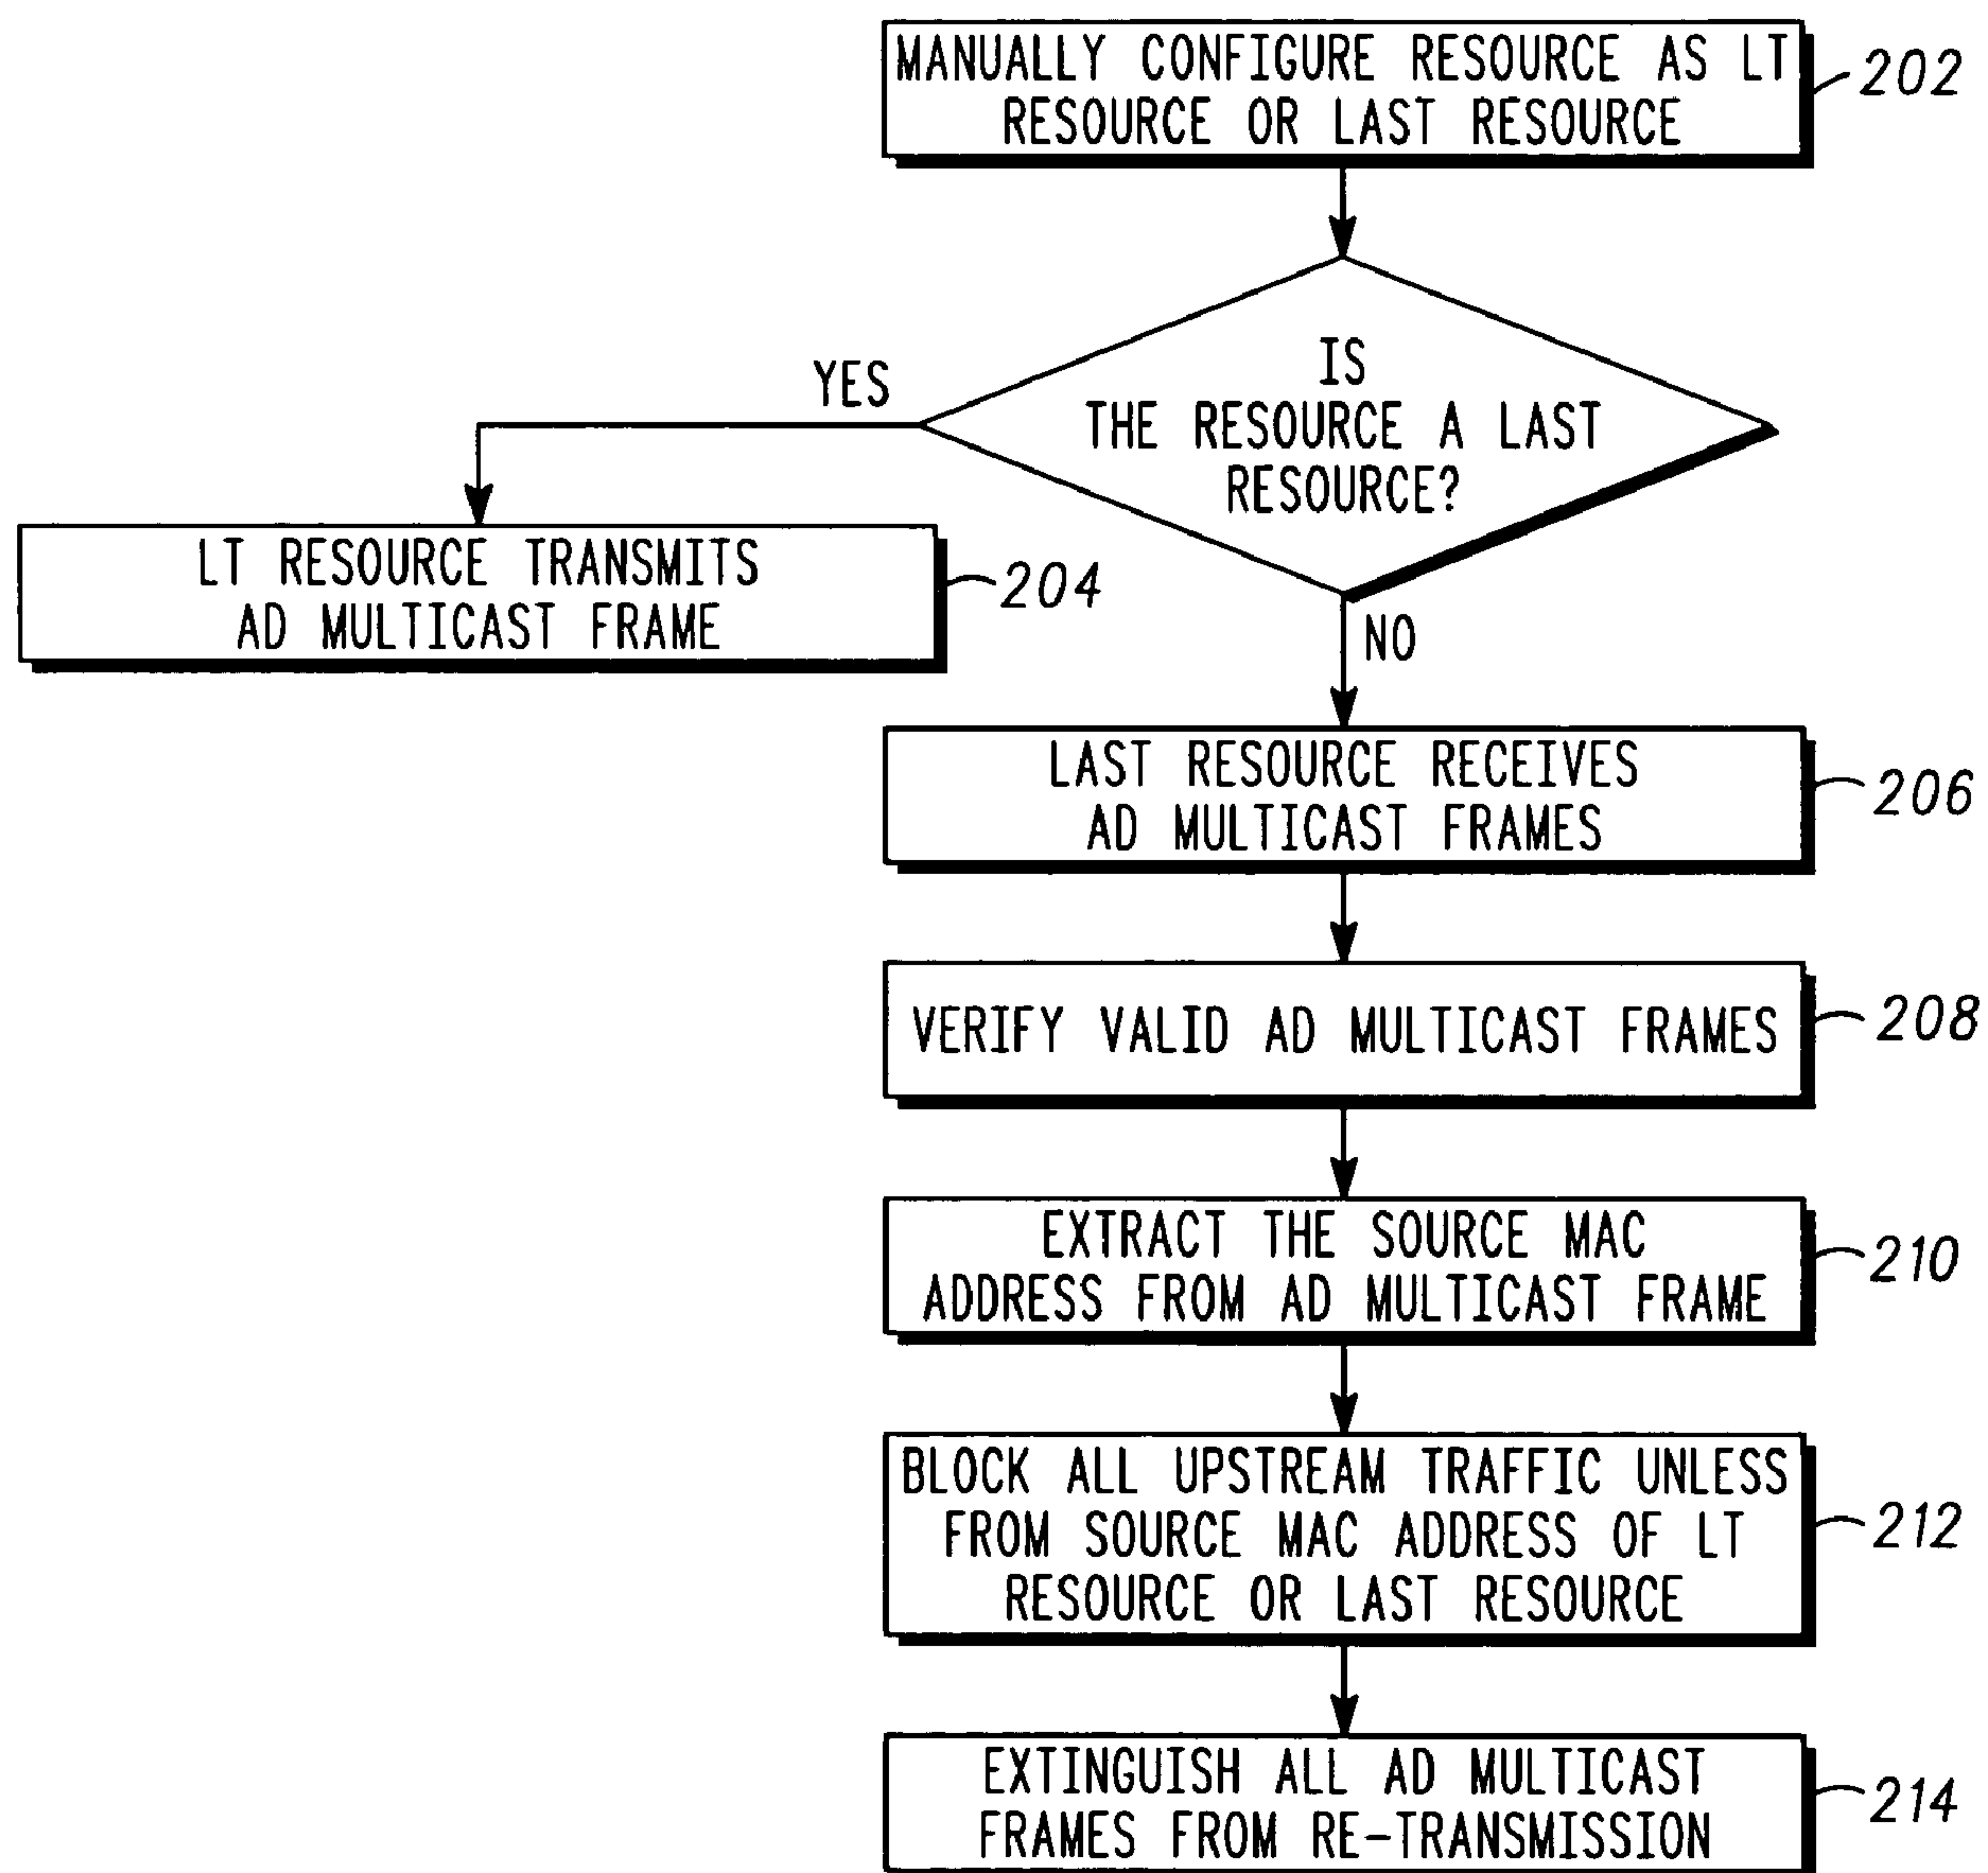 MANUALLY CONFIGURE RESOURCE AS LT
RESOURCE OR LAST RESOURCE
202
IS
THE RESOURCE A LAST
RESOURCE?
YES
LT RESOURCE TRANSMITS
AD MULTICAST FRAME
204
NO
LAST RESOURCE RECEIVES
AD MULTICAST FRAMES
206
VERIFY VALID AD MULTICAST FRAMES
208
EXTRACT THE SOURCE MAC
ADDRESS FROM AD MULTICAST FRAME
210
BLOCK ALL UPSTREAM TRAFFIC UNLESS
FROM SOURCE MAC ADDRESS OF LT
RESOURCE OR LAST RESOURCE
212
EXTINGUISH ALL AD MULTICAST
FRAMES FROM RE-TRANSMISSION
214